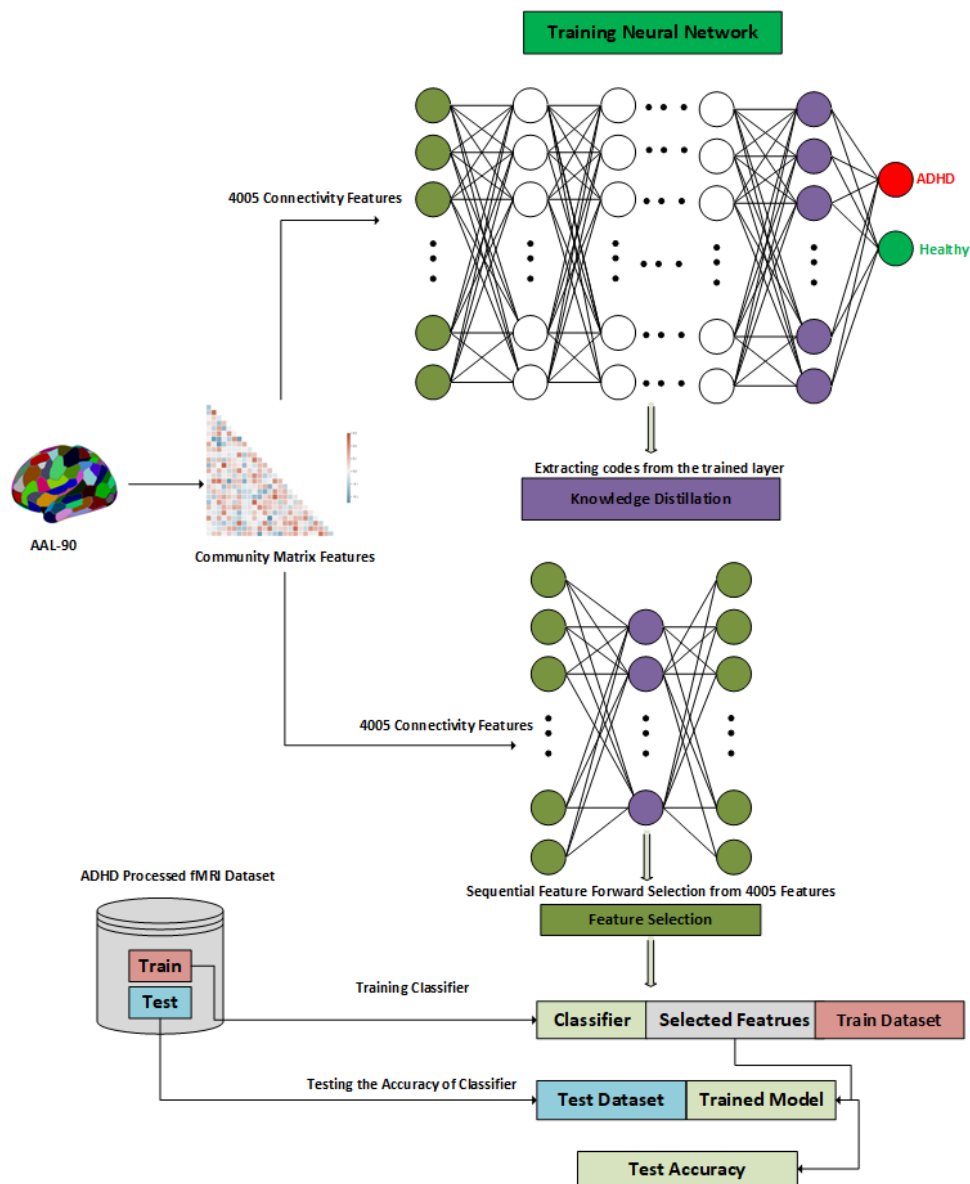 Training Neural Network
4005 Connectivity Features
ADHD
Healthy
Extracting codes from the trained layer
Knowledge Distillation
AAL-90
Community Matrix Features
4005 Connectivity Features
ADHD Processed fMRI Dataset
Sequential Feature Forward Selection from 4005 Features
Feature Selection
Train
Test
Training Classifier
Classifier
Selected Featrues
Train Dataset
Testing the Accuracy of Classifier
Test Dataset
Trained Model
Test Accuracy